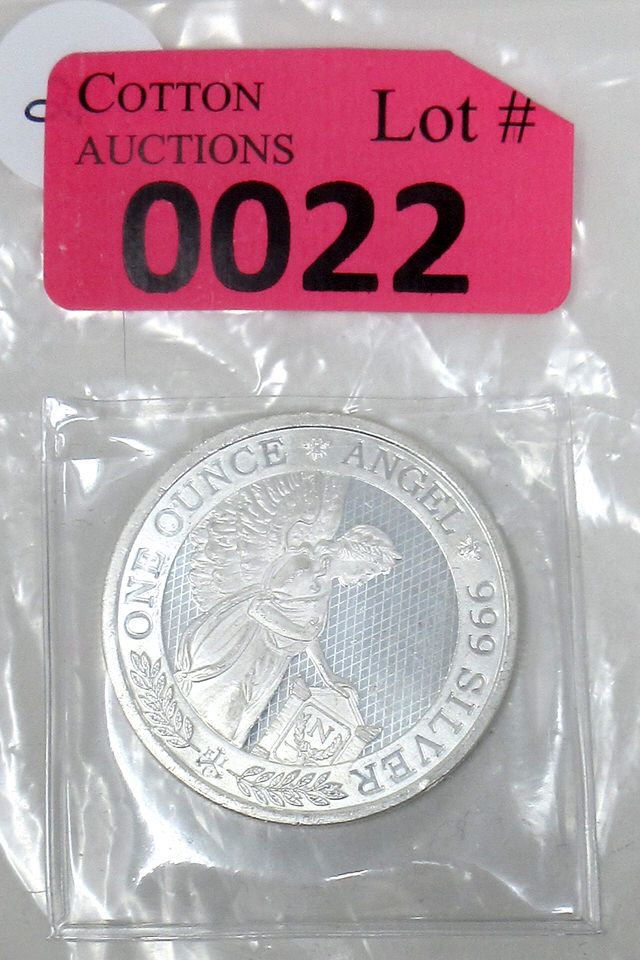 COTTON
AUCTIONS
Lot #
0022
ONE OUNCE ANGEL 999 SILVER
N